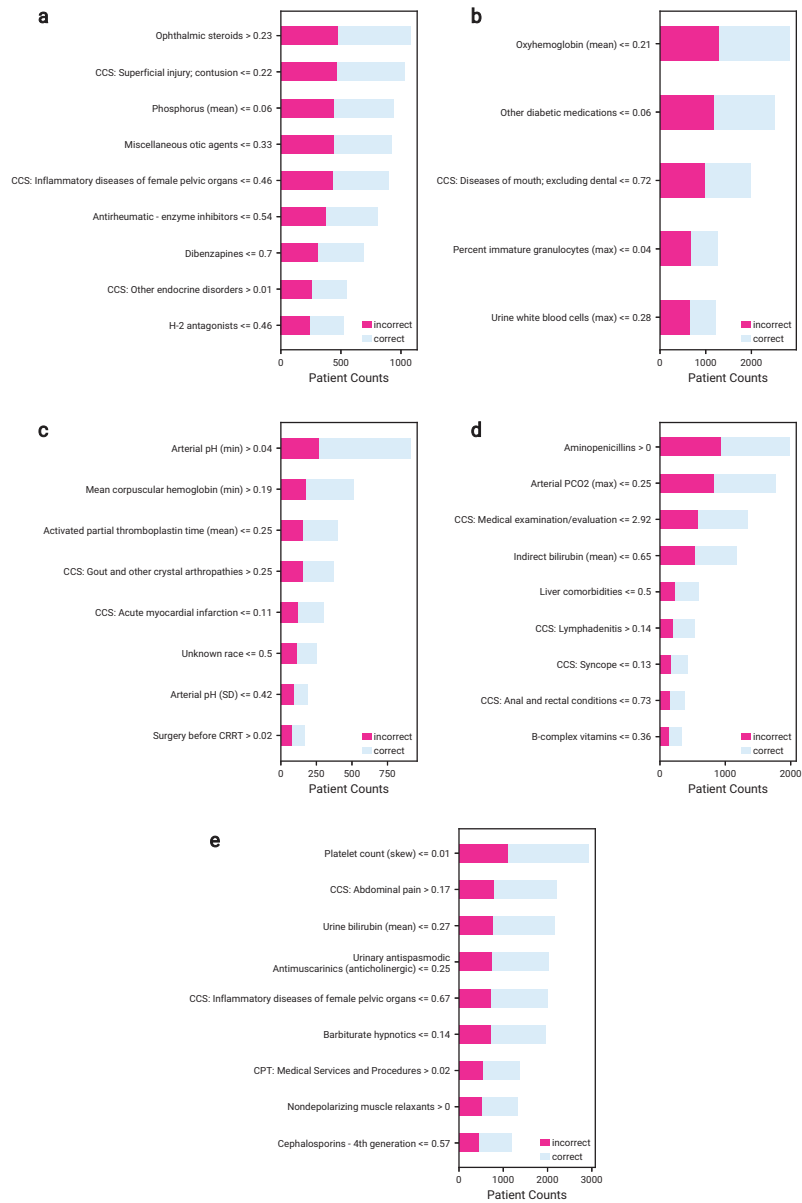 a
Ophthalmic steroids > 0.23
CCS: Superficial injury; contusion <= 0.22
Phosphorus (mean) <= 0.06
Miscellaneous otic agents <= 0.33
CCS: Inflammatory diseases of female pelvic organs <= 0.46
Antirheumatic - enzyme inhibitors <= 0.54
Dibenzapines <= 0.7
CCS: Other endocrine disorders > 0.01
H-2 antagonists <= 0.46
incorrect
correct
0 500 1000
Patient Counts
b
Oxyhemoglobin (mean) <= 0.21
Other diabetic medications <= 0.06
CCS: Diseases of mouth; excluding dental <= 0.72
Percent immature granulocytes (max) <= 0.04
Urine white blood cells (max) <= 0.28
incorrect
correct
0 1000 2000
Patient Counts
c
Arterial pH (min) > 0.04
Mean corpuscular hemoglobin (min) > 0.19
Activated partial thromboplastin time (mean) <= 0.25
CCS: Gout and other crystal arthropathies > 0.25
CCS: Acute myocardial infarction <= 0.11
Unknown race <= 0.5
Arterial pH (SD) <= 0.42
Surgery before CRRT > 0.02
incorrect
correct
0 250 500 750
Patient Counts
d
Aminopenicillins > 0
Arterial PCO2 (max) <= 0.25
CCS: Medical examination/evaluation <= 2.92
Indirect bilirubin (mean) <= 0.65
Liver comorbidities <= 0.5
CCS: Lymphadenitis > 0.14
CCS: Syncope <= 0.13
CCS: Anal and rectal conditions <= 0.73
B-complex vitamins <= 0.36
incorrect
correct
0 1000 2000
Patient Counts
e
Platelet count (skew) <= 0.01
CCS: Abdominal pain > 0.17
Urine bilirubin (mean) <= 0.27
Urinary antispasmodic
Antimuscarinics (anticholinergic) <= 0.25
CCS: Inflammatory diseases of female pelvic organs <= 0.67
Barbiturate hypnotics <= 0.14
CPT: Medical Services and Procedures > 0.02
Nondepolarizing muscle relaxants > 0
Cephalosporins - 4th generation <= 0.57
incorrect
correct
0 1000 2000 3000
Patient Counts